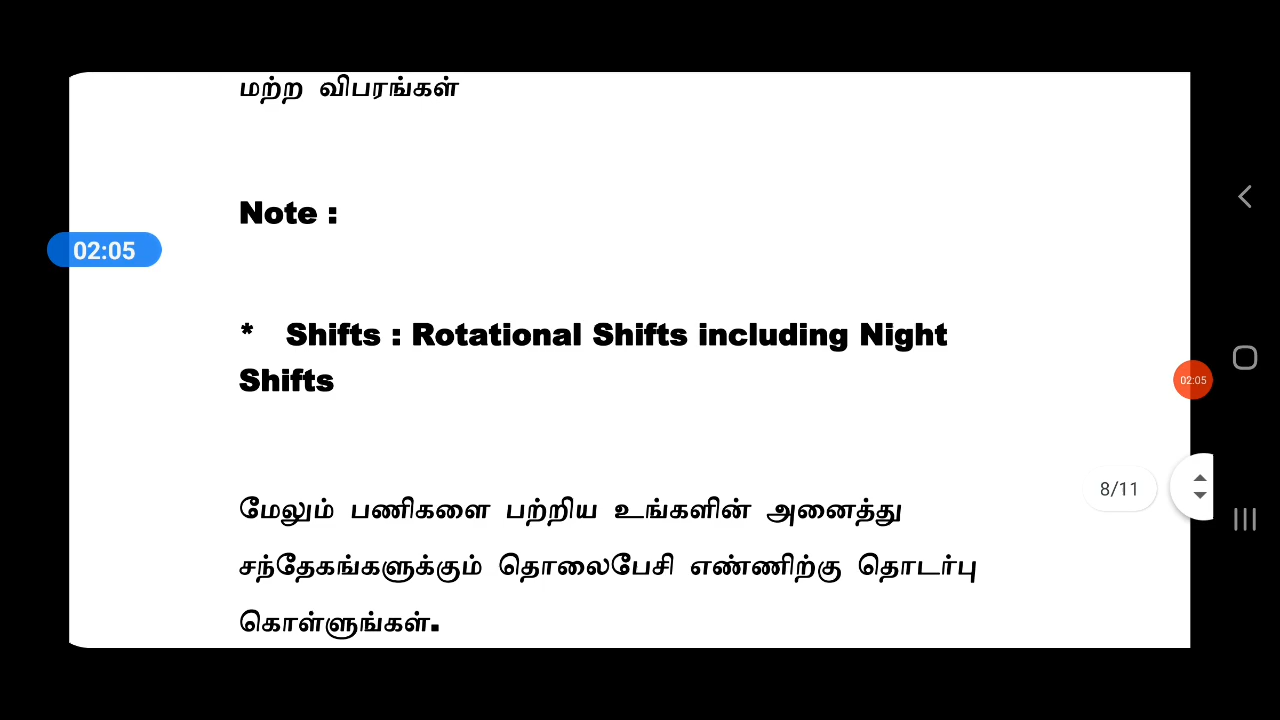 மற்ற விபரங்கள்
Note :
02:05
* Shifts : Rotational Shifts including Night
Shifts
02:05
8/11
மேலும் பணிகளை பற்றிய உங்களின் அனைத்து
சந்தேகங்களுக்கும் தொலைபேசி எண்ணிற்கு தொடர்பு
கொள்ளுங்கள்.